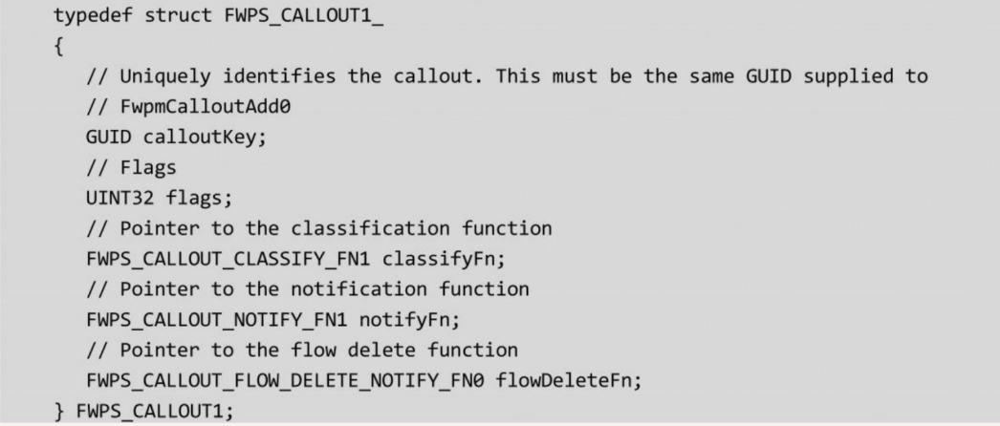 typedef struct FWPS_CALLOUT1_
{
// Uniquely identifies the callout. This must be the same GUID supplied to
// FwpmCalloutAdd0
GUID calloutKey;
// Flags
UINT32 flags;
// Pointer to the classification function
FWPS_CALLOUT_CLASSIFY_FN1 classifyFn;
// Pointer to the notification function
FWPS_CALLOUT_NOTIFY_FN1 notifyFn;
// Pointer to the flow delete function
FWPS_CALLOUT_FLOW_DELETE_NOTIFY_FN0 flowDeleteFn;
} FWPS_CALLOUT1;